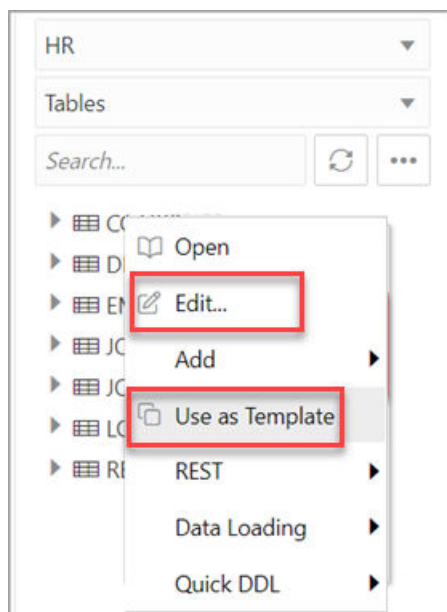 HR
Tables
Search...
Open
Edit...
Add
Use as Template
REST
Data Loading
Quick DDL